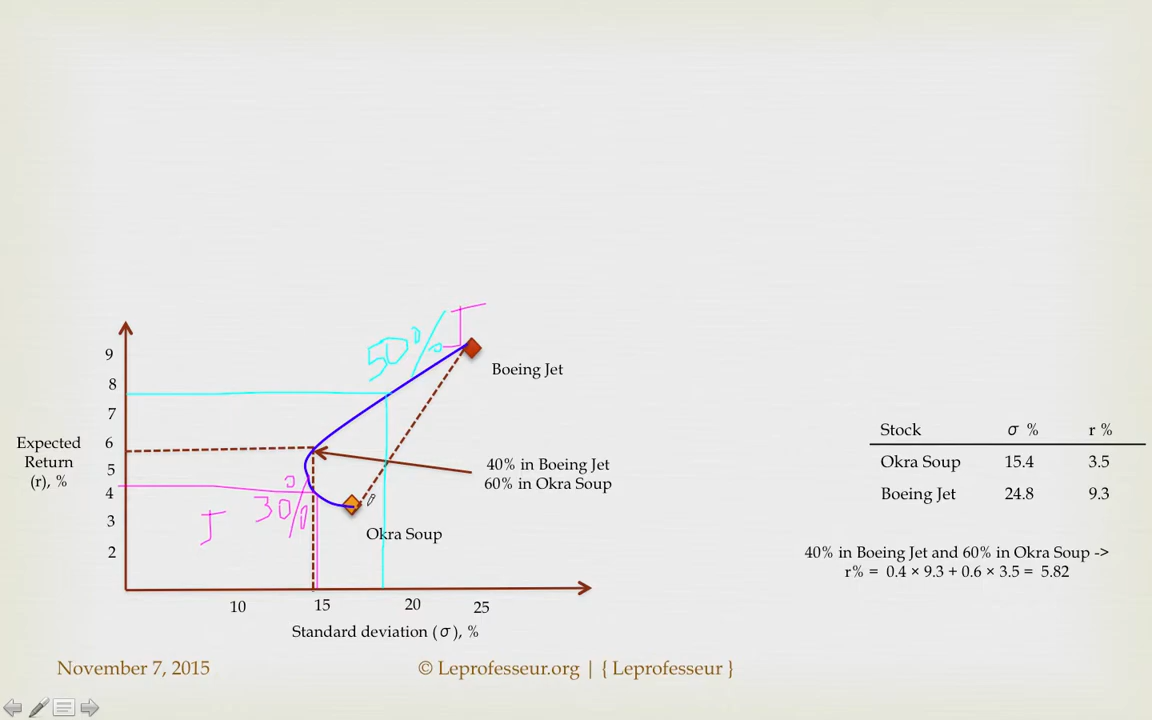 50%
J
9
8
7
6
5
4
3
2
Expected
Return
(r), %
Boeing Jet
40% in Boeing Jet
60% in Okra Soup
30%
J
Okra Soup
10
15
20
25
Standard deviation (σ), %
Stock σ % r %
Okra Soup 15.4 3.5
Boeing Jet 24.8 9.3
40% in Boeing Jet and 60% in Okra Soup ->
r% = 0.4 × 9.3 + 0.6 × 3.5 = 5.82
November 7, 2015
© Leprofesseur.org | { Leprofesseur }